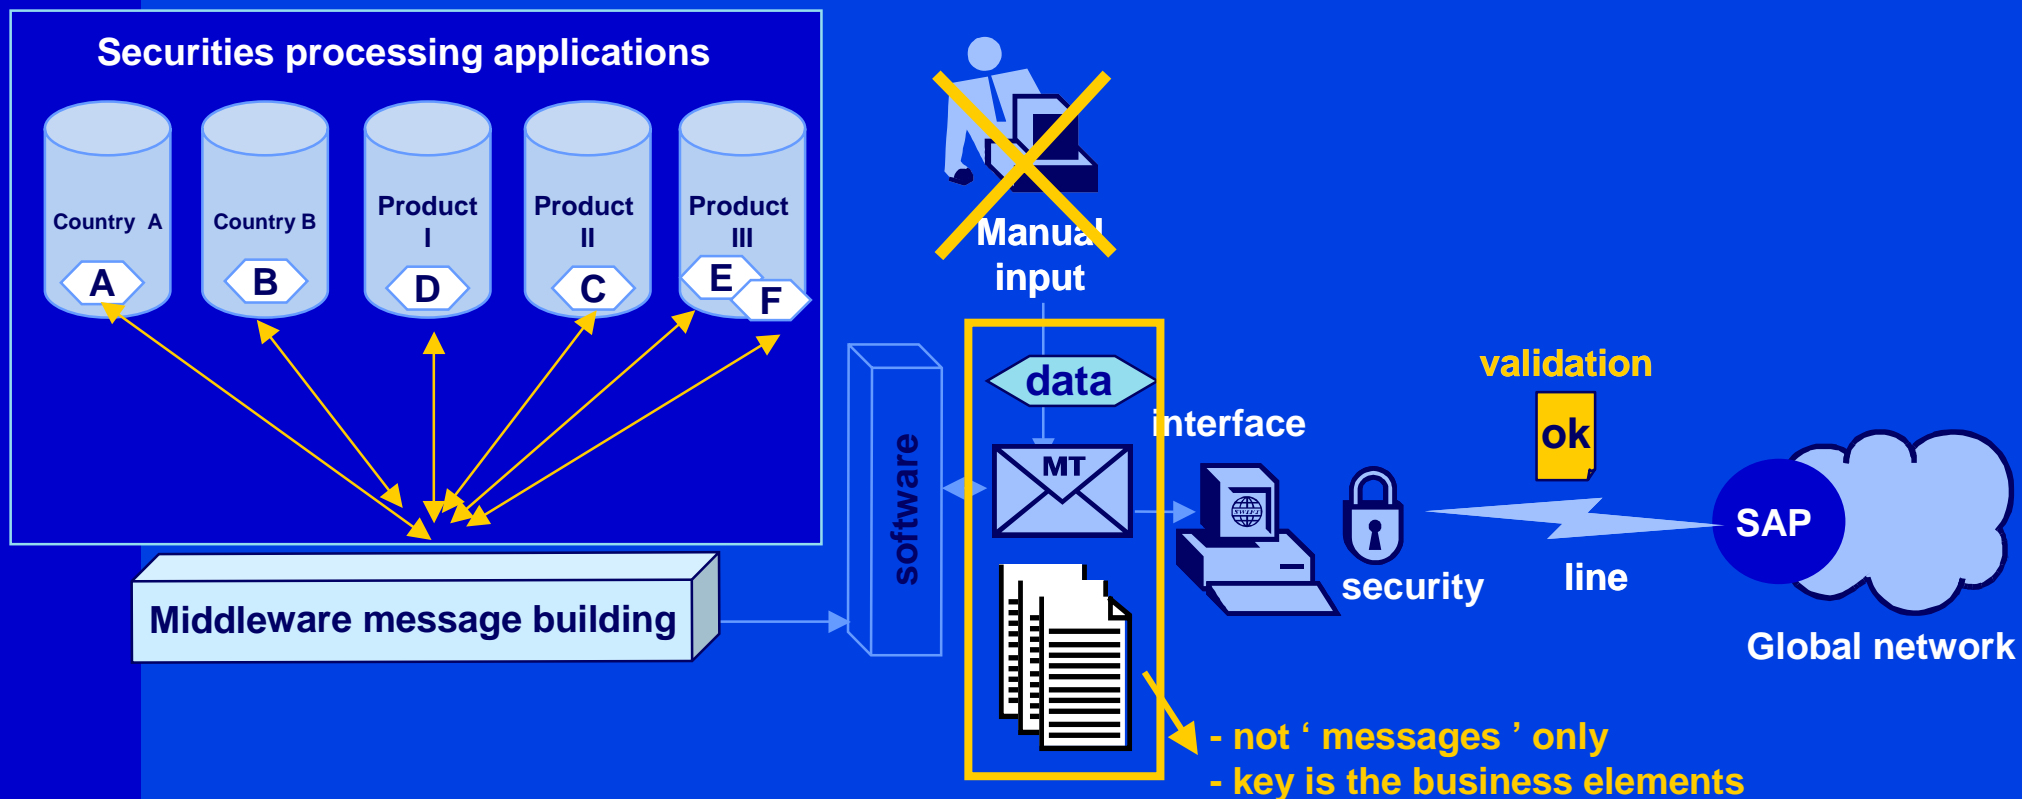 Securities processing applications
Country A
Country B
Product
I
Product
II
Product
III
A
B
D
C
E
F
Manual
input
data
MT
software
Middleware message building
interface
SWIFT
security
validation
ok
line
SAP
Global network
- not ‘ messages ’ only
- key is the business elements